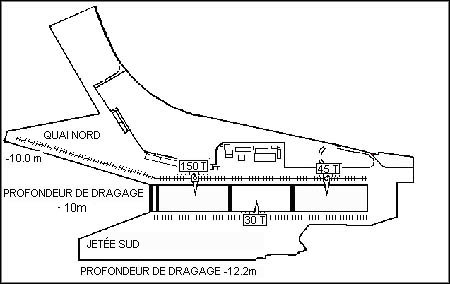 QUAI NORD
-10.0 m
150 T
45 T
PROFONDEUR DE DRAGAGE
- 10m
30 T
JETÉE SUD
PROFONDEUR DE DRAGAGE -12.2m